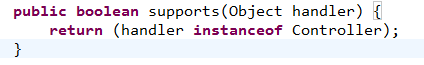 public boolean supports(Object handler) {
    return (handler instanceof Controller);
}